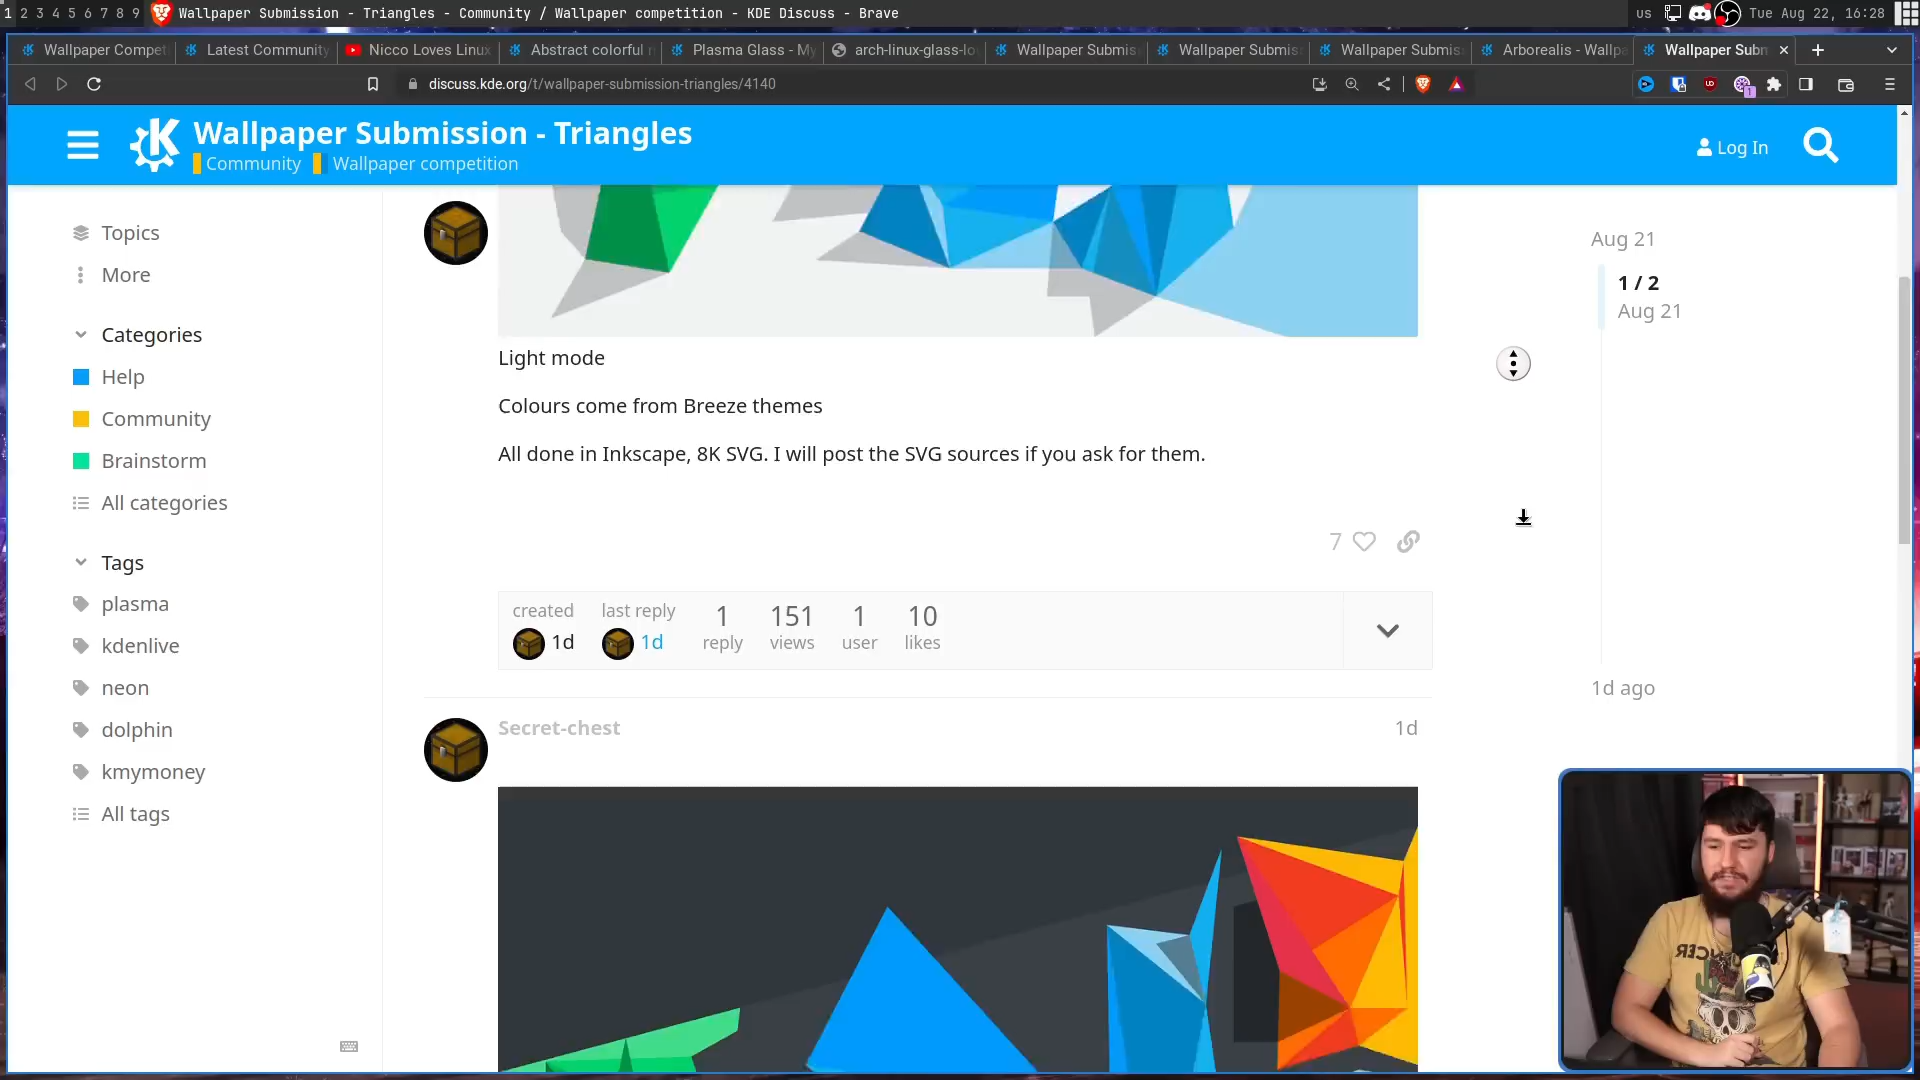 1 2 3 4 5 6 7 8 9 Wallpaper Submission - Triangles - Community / Wallpaper competition - KDE Discuss - Brave
us Tue Aug 22, 16:28
Wallpaper Compet Latest Community Nicco Loves Linux Abstract colorful Plasma Glass - My arch-linux-glass-lo Wallpaper Submis Wallpaper Submis Wallpaper Submis Arborealis - Wallpa Wallpaper Subm
discuss.kde.org/t/wallpaper-submission-triangles/4140
Wallpaper Submission - Triangles
Community Wallpaper competition
Log In
Topics
More
Categories
Help
Community
Brainstorm
All categories
Tags
plasma
kdenlive
neon
dolphin
kmymoney
All tags
Light mode
Colours come from Breeze themes
All done in Inkscape, 8K SVG. I will post the SVG sources if you ask for them.
7
created
1d
last reply
1d
1
reply
151
views
1
user
10
likes
Secret-chest
1d
Aug 21
1 / 2
Aug 21
1d ago